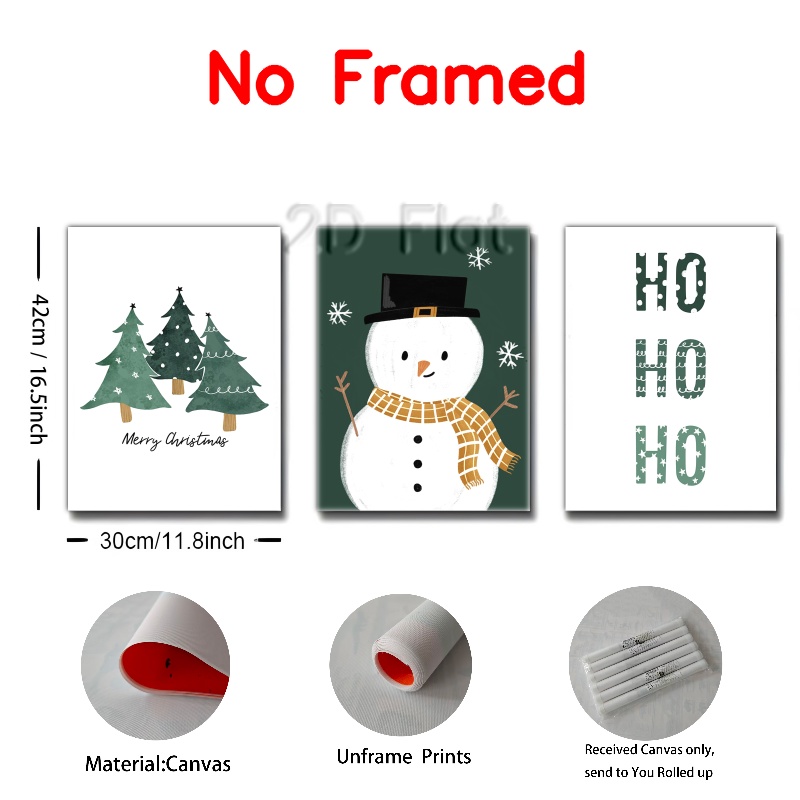 No Framed
2D Flat
42cm / 16.5inch
Merry Christmas
HO
HO
HO
30cm/11.8inch
Material:Canvas
Unframe Prints
Received Canvas only,
send to You Rolled up